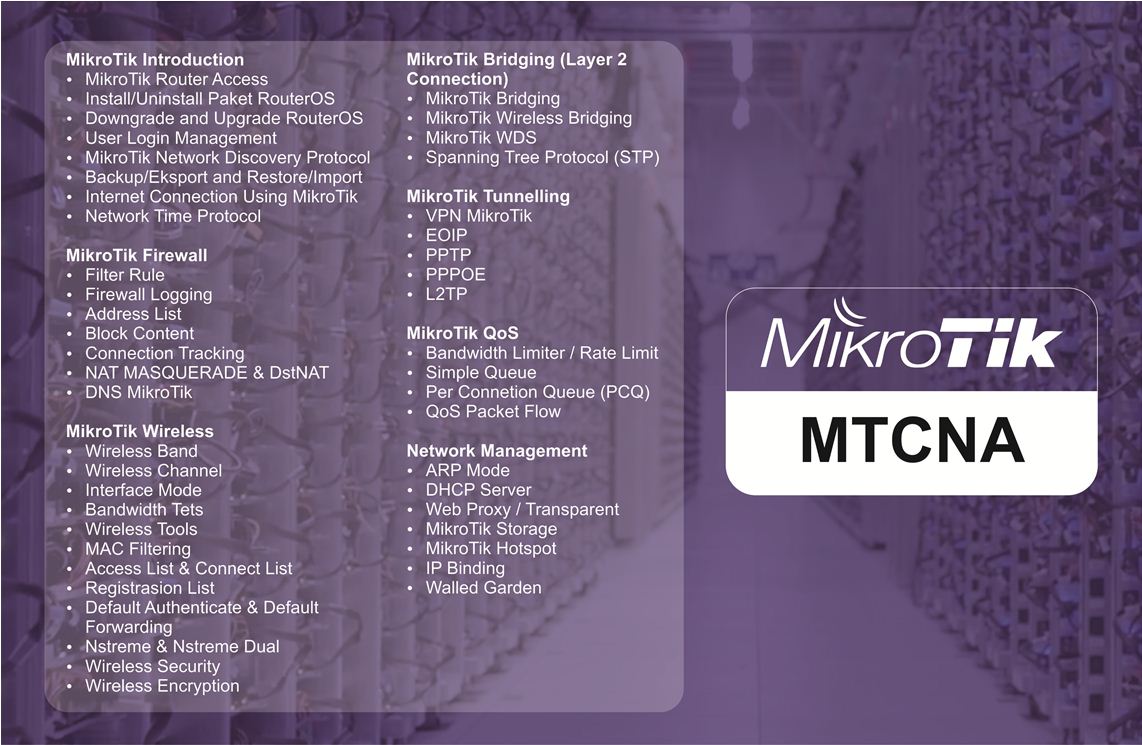 MikroTik Introduction
• MikroTik Router Access
• Install/Uninstall Paket RouterOS
• Downgrade and Upgrade RouterOS
• User Login Management
• MikroTik Network Discovery Protocol
• Backup/Eksport and Restore/Import
• Internet Connection Using MikroTik
• Network Time Protocol
MikroTik Firewall
• Filter Rule
• Firewall Logging
• Address List
• Block Content
• Connection Tracking
• NAT MASQUERADE & DstNAT
• DNS MikroTik
MikroTik Wireless
• Wireless Band
• Wireless Channel
• Interface Mode
• Bandwidth Tets
• Wireless Tools
• MAC Filtering
• Access List & Connect List
• Registrasion List
• Default Authenticate & Default
Forwarding
• Nstreme & Nstreme Dual
• Wireless Security
• Wireless Encryption
MikroTik Bridging (Layer 2
Connection)
• MikroTik Bridging
• MikroTik Wireless Bridging
• MikroTik WDS
• Spanning Tree Protocol (STP)
MikroTik Tunnelling
• VPN MikroTik
• EOIP
• PPTP
• PPPOE
• L2TP
MikroTik QoS
• Bandwidth Limiter / Rate Limit
• Simple Queue
• Per Connetion Queue (PCQ)
• QoS Packet Flow
Network Management
• ARP Mode
• DHCP Server
• Web Proxy / Transparent
• MikroTik Storage
• MikroTik Hotspot
• IP Binding
• Walled Garden
MikroTik
MTCNA